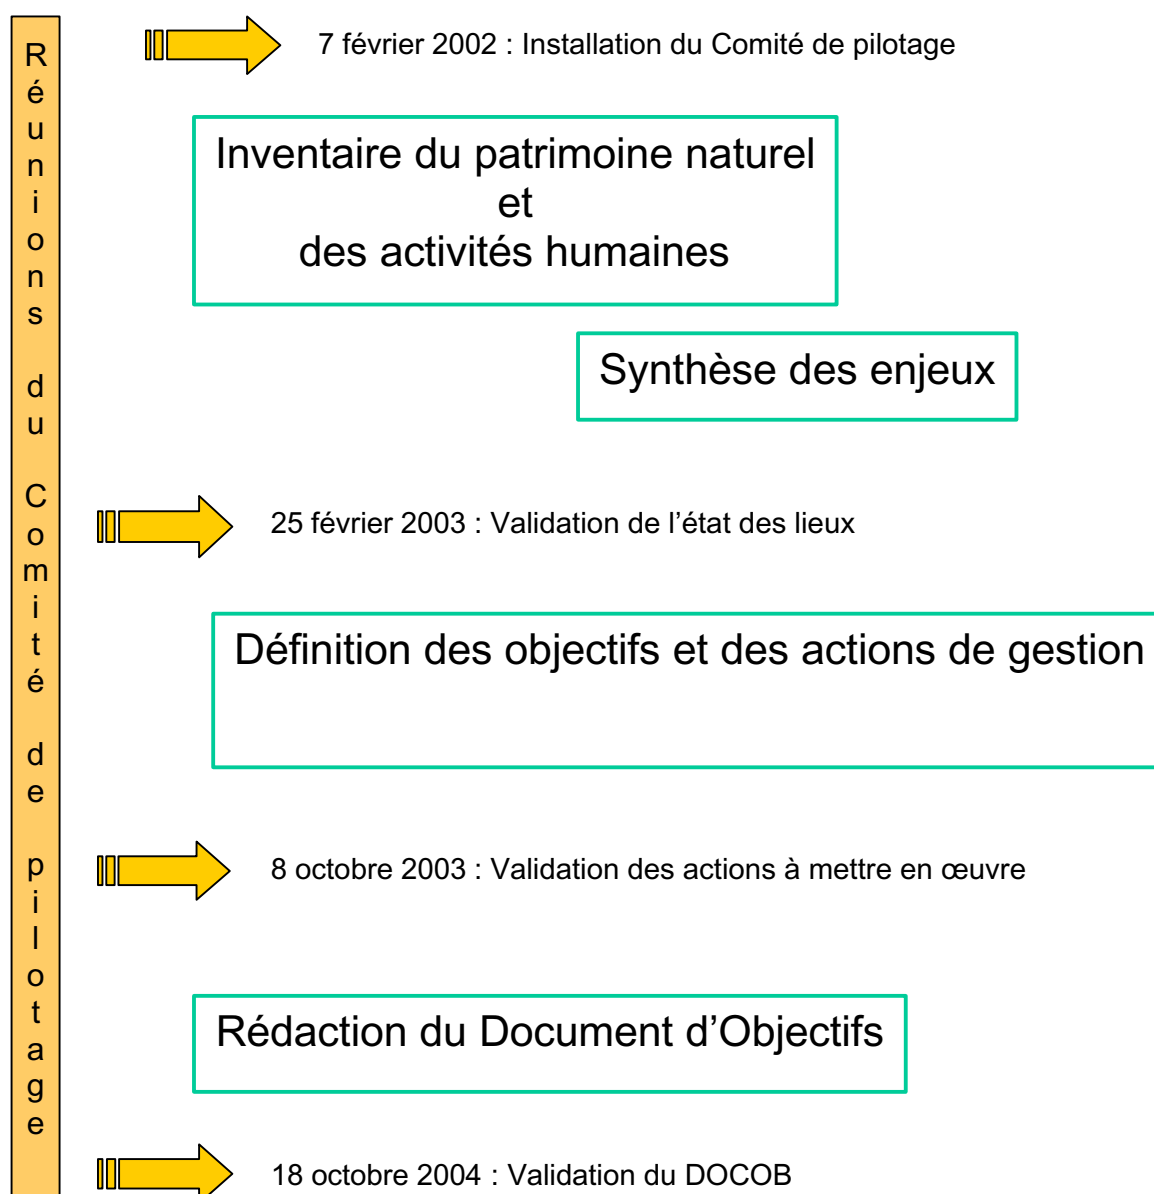 Réunions du Comité de pilotage
7 février 2002 : Installation du Comité de pilotage
Inventaire du patrimoine naturel
et
des activités humaines
Synthèse des enjeux
25 février 2003 : Validation de l’état des lieux
Définition des objectifs et des actions de gestion
8 octobre 2003 : Validation des actions à mettre en œuvre
Rédaction du Document d’Objectifs
18 octobre 2004 : Validation du DOCOB